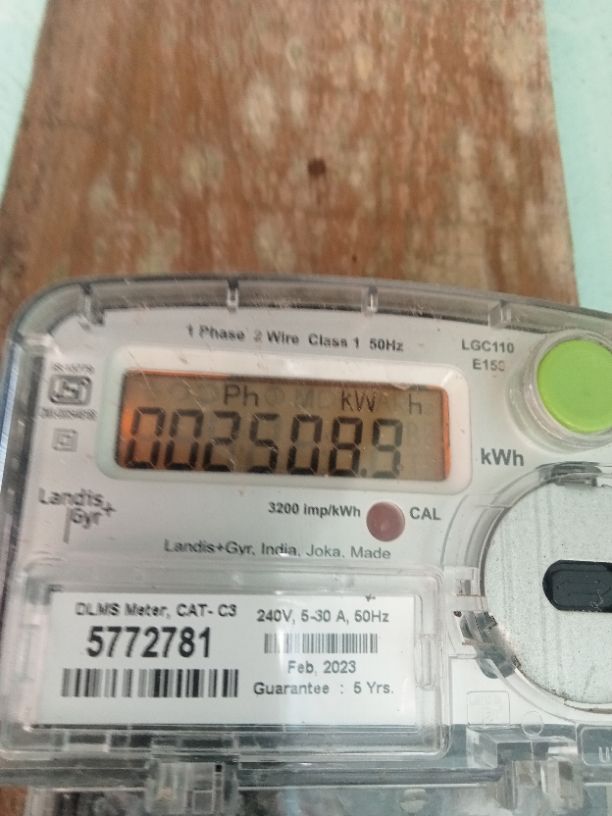 1 Phase 2 Wire Class 1 50Hz
LGC110
E150
Ph kW h
002508.9
kWh
3200 imp/kWh CAL
Landis+
Gyr
Landis+Gyr, India, Joka, Made
DLMS Meter, CAT- C3
5772781
240V, 5-30 A, 50Hz
Feb, 2023
Guarantee : 5 Yrs.